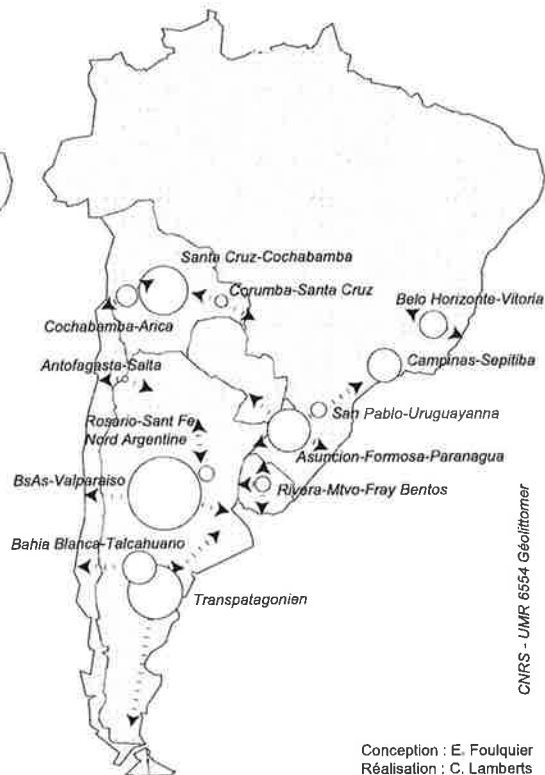 Santa Cruz-Cochabamba
Corumba-Santa Cruz
Belo Horizonte-Vitoria
Cochabamba-Arica
Antofagasta-Salta
Campinas-Sepitiba
San Pablo-Uruguayanna
Rosario-Sant Fe
Nord Argentine
Asuncion-Formosa-Paranagua
BsAs-Valparaiso
Rivera-Mtvo-Fray Bentos
Bahia Blanca-Talcahuano
Transpatagonien
CNRS - UMR 6554 Géolittomer
Conception : E. Foulquier
Réalisation : C. Lamberts